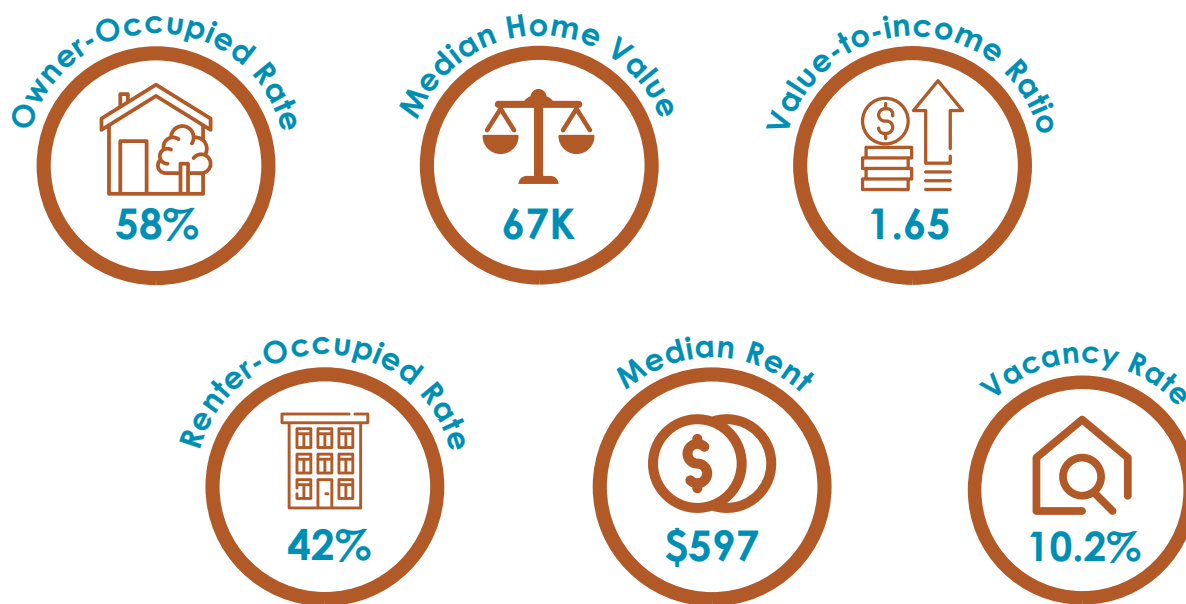 Owner-Occupied Rate
58%
Median Home Value
67K
Value-to-income Ratio
1.65
Renter-Occupied Rate
42%
Median Rent
$597
Vacancy Rate
10.2%